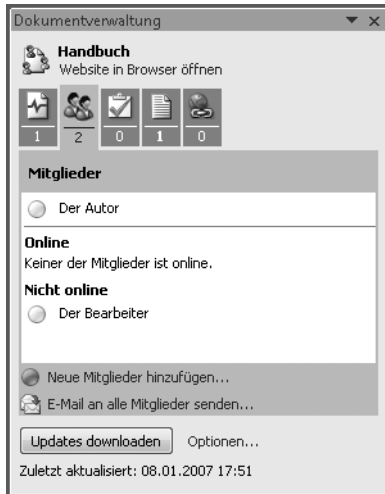 Dokumentverwaltung
Handbuch
Website in Browser öffnen
1 2 0 1 0
Mitglieder
Der Autor
Online
Keiner der Mitglieder ist online.
Nicht online
Der Bearbeiter
Neue Mitglieder hinzufügen...
E-Mail an alle Mitglieder senden...
Updates downloaden Optionen...
Zuletzt aktualisiert: 08.01.2007 17:51